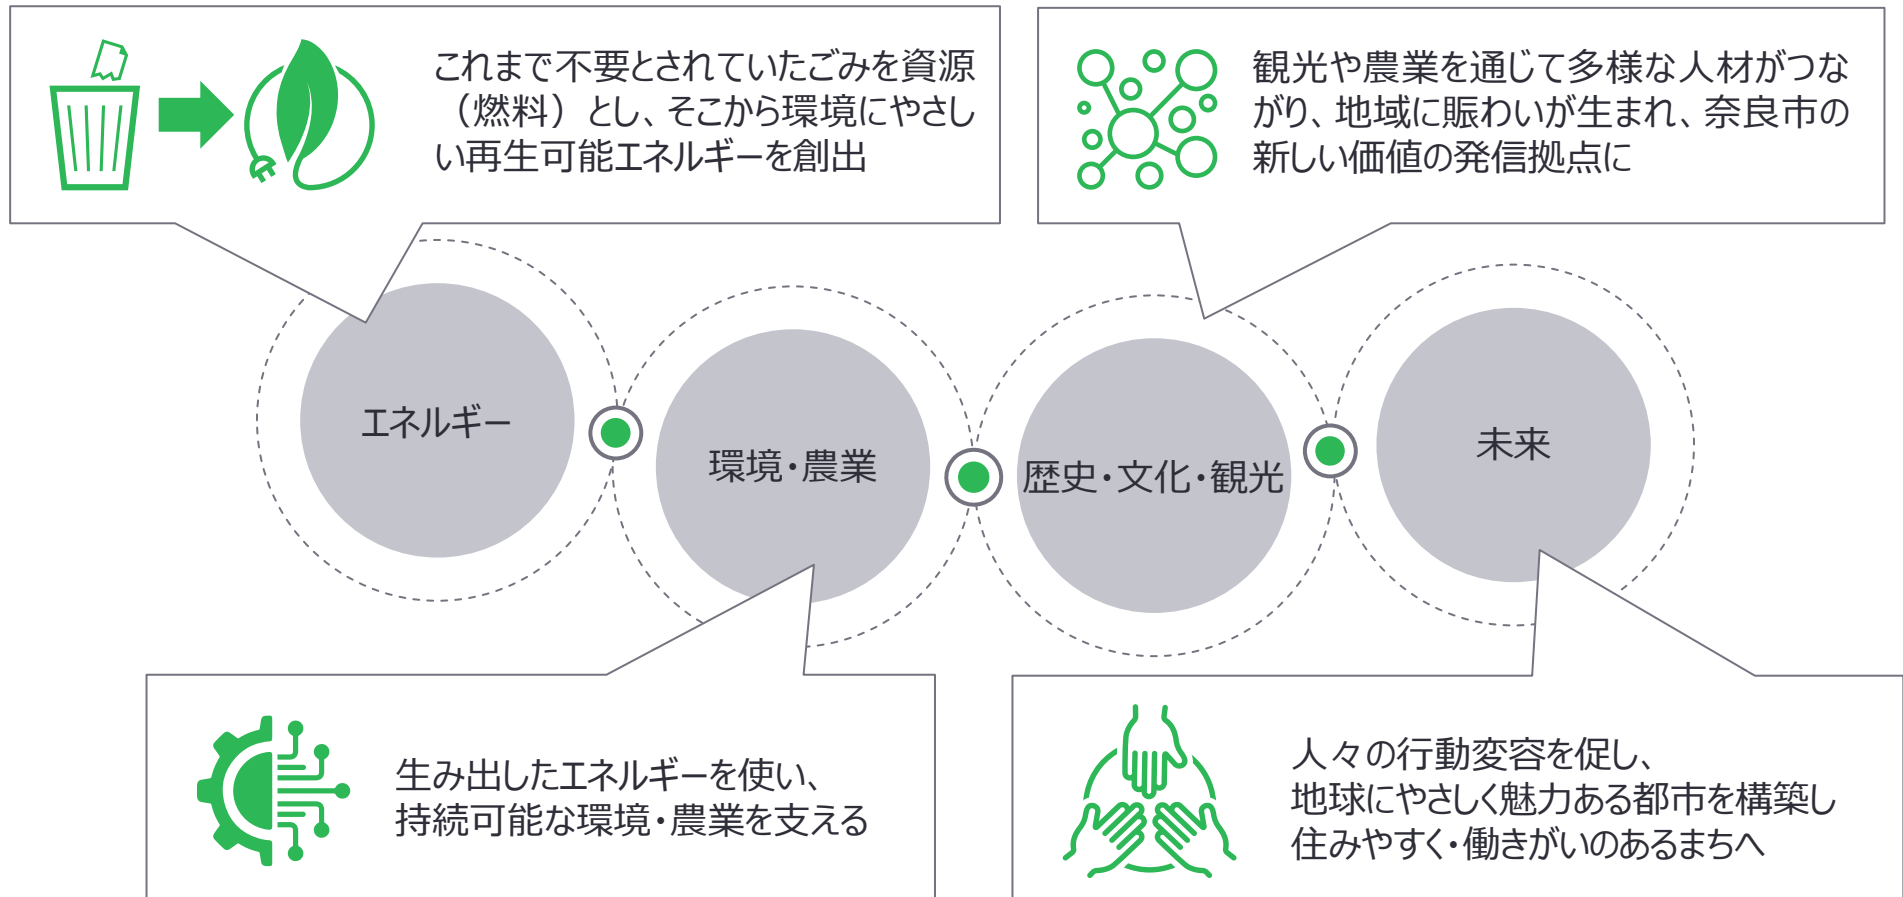 これまで不要とされていたごみを資源
（燃料）とし、そこから環境にやさし
い再生可能エネルギーを創出
観光や農業を通じて多様な人材がつな
がり、地域に賑わいが生まれ、奈良市の
新しい価値の発信拠点に
エネルギー
環境・農業
歴史・文化・観光
未来
生み出したエネルギーを使い、
持続可能な環境・農業を支える
人々の行動変容を促し、
地球にやさしく魅力ある都市を構築し
住みやすく・働きがいのあるまちへ